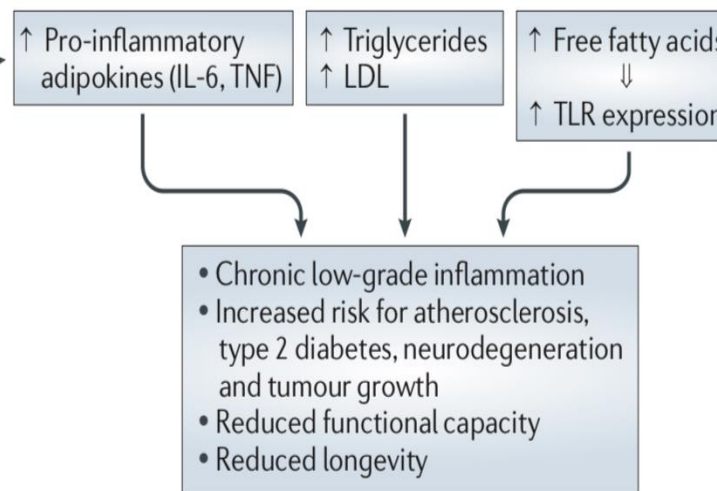 ↑ Pro-inflammatory
adipokines (IL-6, TNF)
↑ Triglycerides
↑ LDL
↑ Free fatty acids
⇓
↑ TLR expression
• Chronic low-grade inflammation
• Increased risk for atherosclerosis,
type 2 diabetes, neurodegeneration
and tumour growth
• Reduced functional capacity
• Reduced longevity